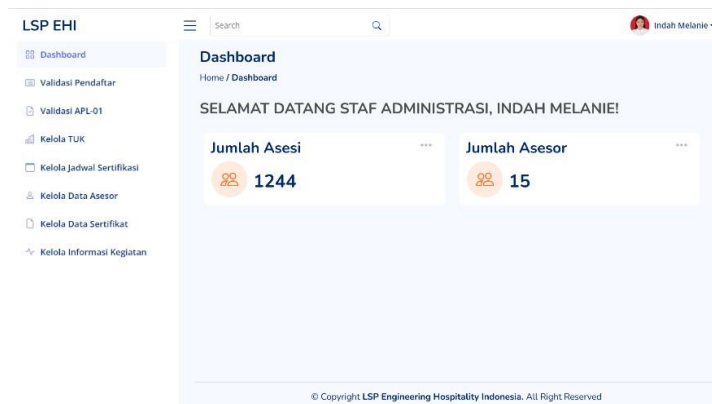 LSP EHI
Search
Indah Melanie
Dashboard
Validasi Pendaftar
Validasi APL-01
Kelola TUK
Kelola Jadwal Sertifikasi
Kelola Data Asesor
Kelola Data Sertifikat
Kelola Informasi Kegiatan
Dashboard
Home / Dashboard
SELAMAT DATANG STAF ADMINISTRASI, INDAH MELANIE!
Jumlah Asesi
1244
Jumlah Asesor
15
© Copyright LSP Engineering Hospitality Indonesia. All Right Reserved